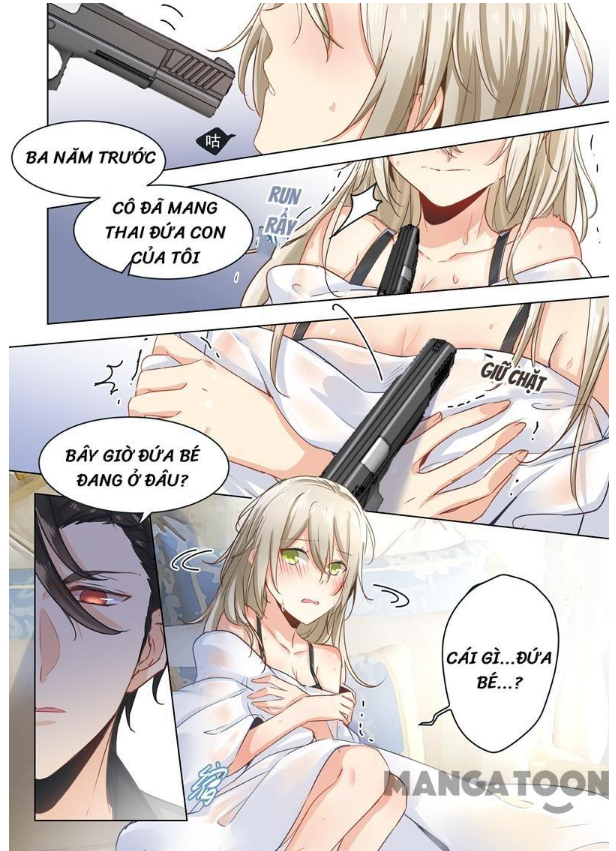 咕
BA NĂM TRƯỚC
CÔ ĐÃ MANG
THAI ĐỨA CON
CỦA TÔI
RUN
RẨY
GIỮ CHẶT
BÂY GIỜ ĐỨA BÉ
ĐANG Ở ĐÂU?
CÁI GÌ...ĐỨA
BÉ...?
缩
MANGATOON